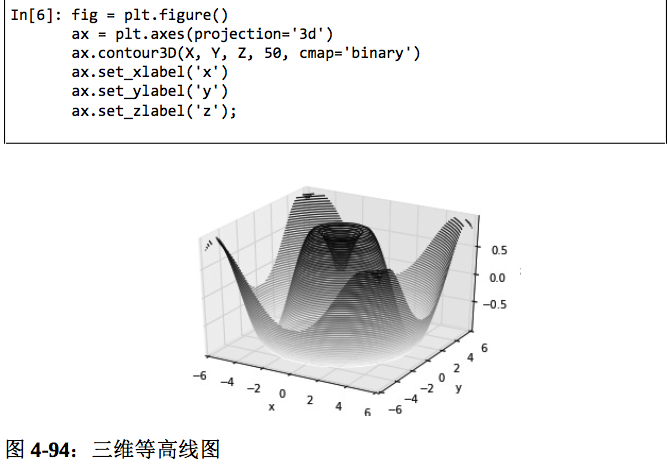 In[6]: fig = plt.figure()
ax = plt.axes(projection='3d')
ax.contour3D(X, Y, Z, 50, cmap='binary')
ax.set_xlabel('x')
ax.set_ylabel('y')
ax.set_zlabel('z');
0.5
0.0
−0.5
−6 −4 −2 0 2 4 6
x
−6 −4 −2 0 2 4 6
y
图 4-94：三维等高线图